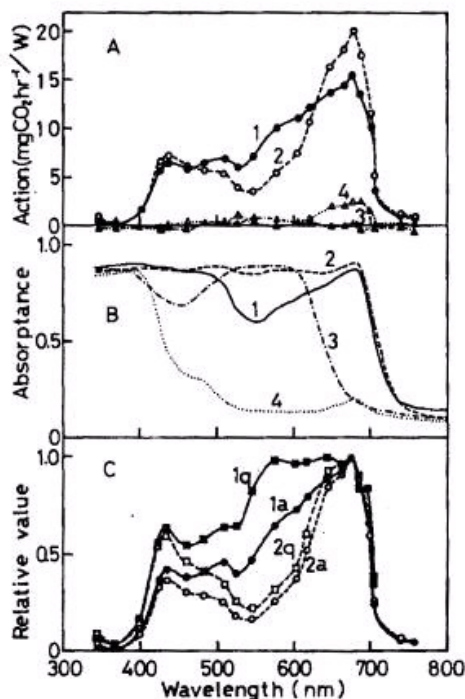 A
Action(mgCO₂hr⁻¹/W)
20
15
10
5
0
1
2
4
3
B
Absorptance
1.0
0.5
0
2
1
3
4
C
Relative value
1.0
0.5
0
1q
1a
2q
2a
300 400 500 600 700 800
Wavelength (nm)